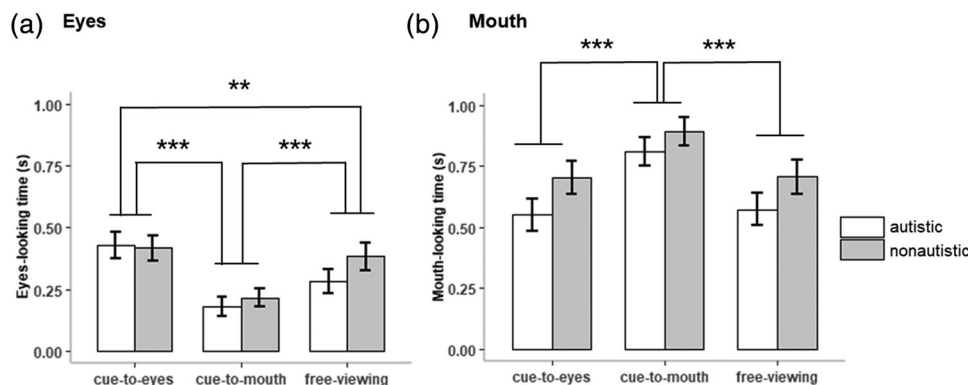 (a) Eyes
**
***
***
1.00
0.75
0.50
0.25
0.00
Eyes-looking time (s)
cue-to-eyes cue-to-mouth free-viewing
(b) Mouth
***
***
1.00
0.75
0.50
0.25
0.00
Mouth-looking time (s)
cue-to-eyes cue-to-mouth free-viewing
autistic
nonautistic